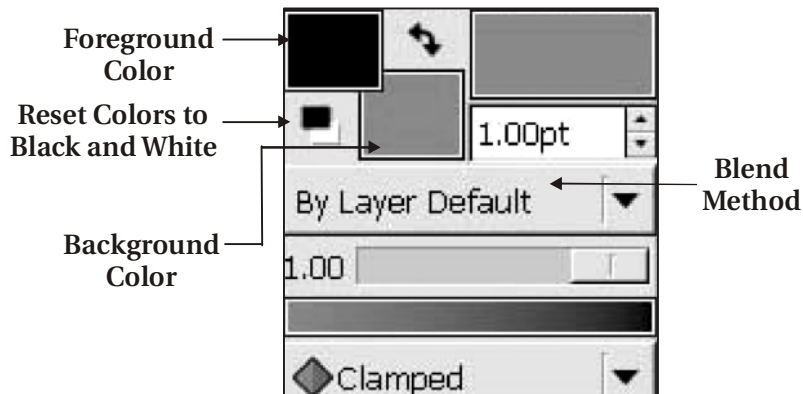 Foreground
Color
Reset Colors to
Black and White
Background
Color
1.00pt
By Layer Default
1.00
Clamped
Blend
Method